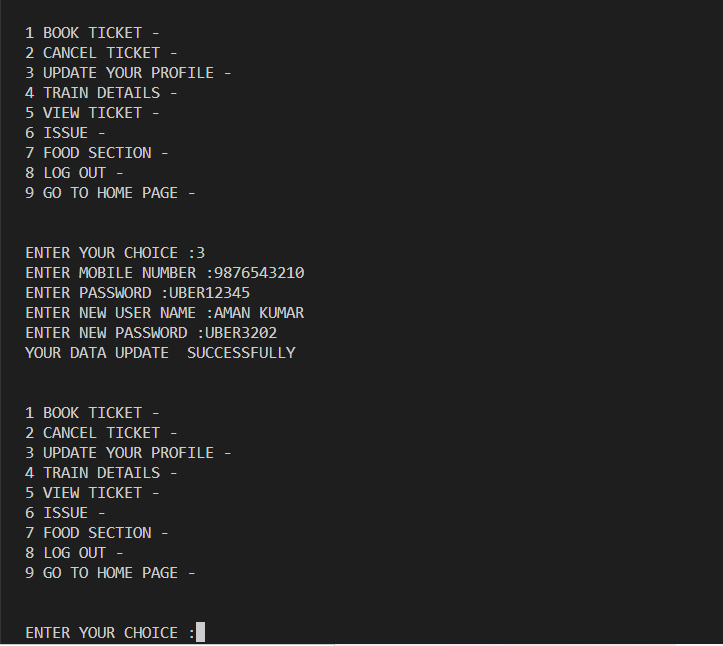 1 BOOK TICKET -
2 CANCEL TICKET -
3 UPDATE YOUR PROFILE -
4 TRAIN DETAILS -
5 VIEW TICKET -
6 ISSUE -
7 FOOD SECTION -
8 LOG OUT -
9 GO TO HOME PAGE -
ENTER YOUR CHOICE :3
ENTER MOBILE NUMBER :9876543210
ENTER PASSWORD :UBER12345
ENTER NEW USER NAME :AMAN KUMAR
ENTER NEW PASSWORD :UBER3202
YOUR DATA UPDATE  SUCCESSFULLY
1 BOOK TICKET -
2 CANCEL TICKET -
3 UPDATE YOUR PROFILE -
4 TRAIN DETAILS -
5 VIEW TICKET -
6 ISSUE -
7 FOOD SECTION -
8 LOG OUT -
9 GO TO HOME PAGE -
ENTER YOUR CHOICE :